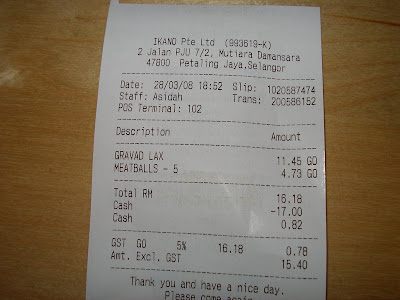 IKANO Pte Ltd (993619-K)
2 Jalan PJU 7/2, Mutiara Damansara
47800 Petaling Jaya,Selangor
Date: 28/03/08 18:52 Slip: 1020587474
Staff: Asidah Trans: 200586152
POS Terminal: 102
Description Amount
GRAVAD LAX 11.45 GO
MEATBALLS - 5 4.73 GO
Total RM 16.18
Cash -17.00
Cash 0.82
GST GO 5% 16.18 0.78
Amt. Excl. GST 15.40
Thank you and have a nice day.
Please come again